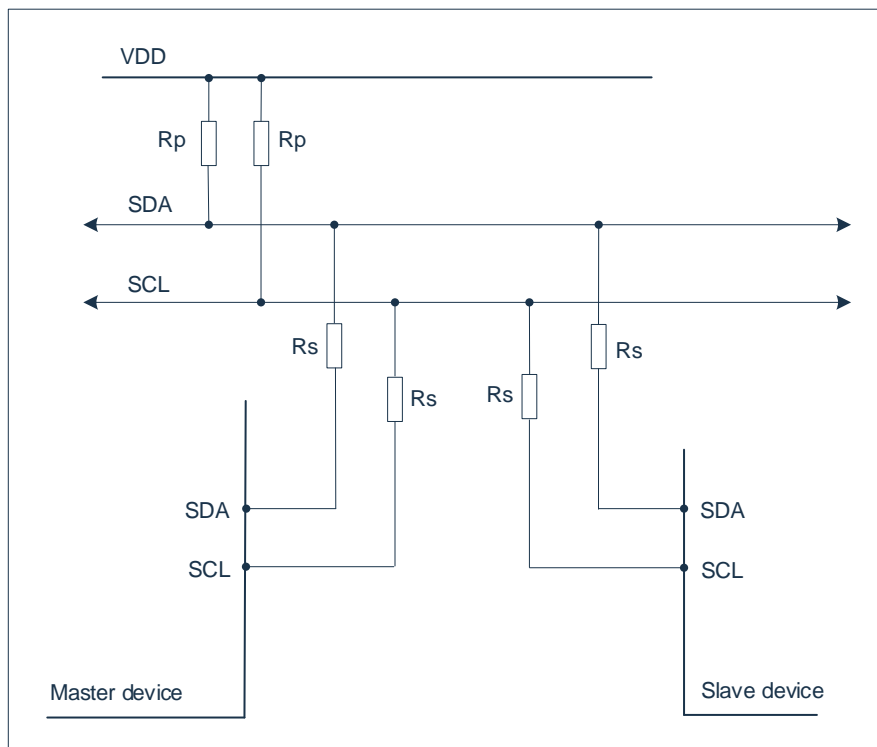 VDD
Rp
Rp
SDA
SCL
Rs
Rs
Rs
Rs
SDA
SDA
SCL
SCL
Master device
Slave device